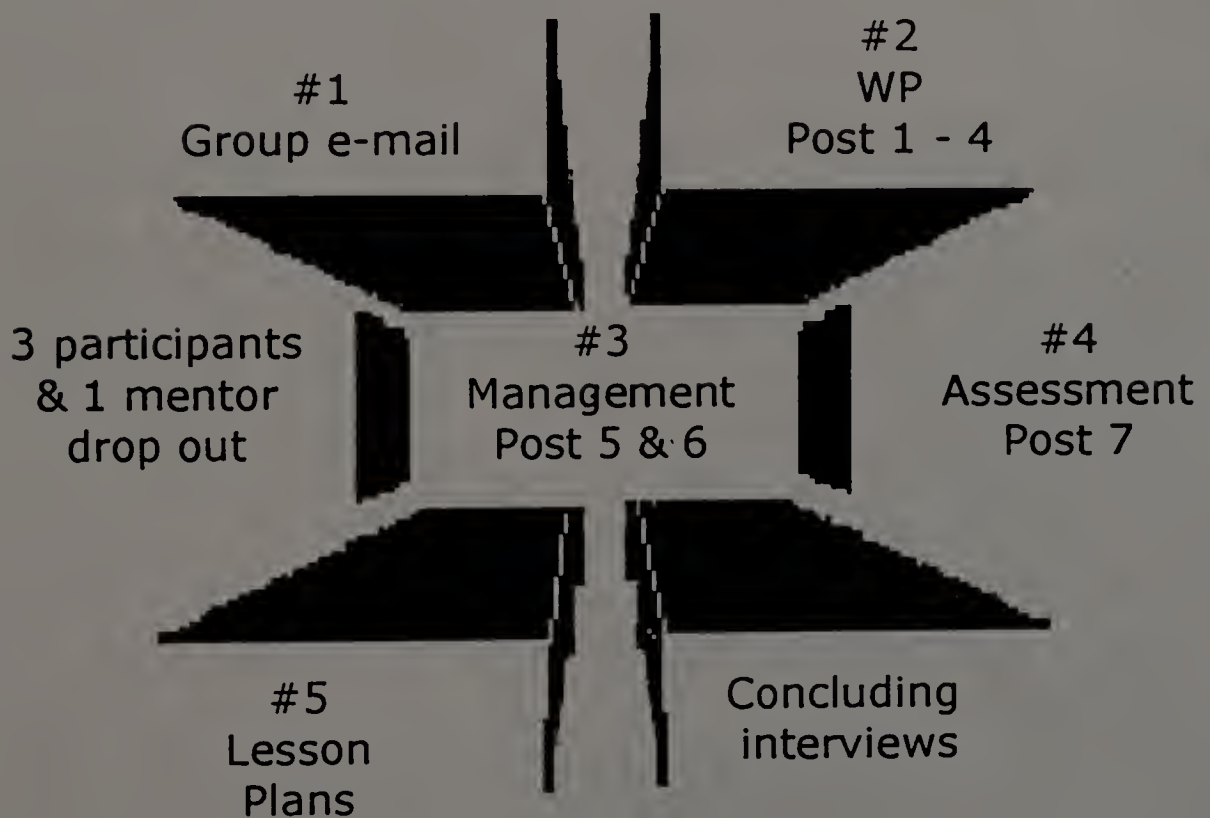 #1
Group e-mail
#2
WP
Post 1 - 4
3 participants
& 1 mentor
drop out
#3
Management
Post 5 & 6
#4
Assessment
Post 7
#5
Lesson
Plans
Concluding
interviews